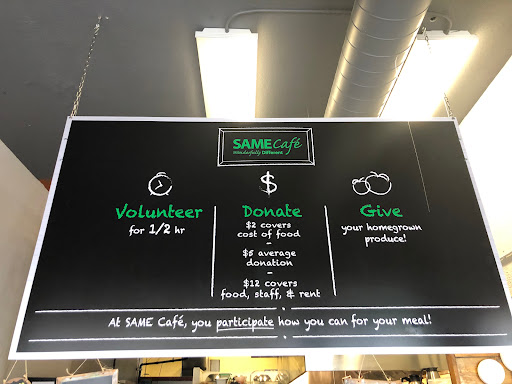 SAME Café
Wonderfully Different.
Volunteer
for 1/2 hr
$
Donate
$2 covers
cost of food
–
$5 average
donation
–
$12 covers
food, staff, & rent
Give
your homegrown
produce!
At SAME Café, you participate how you can for your meal!